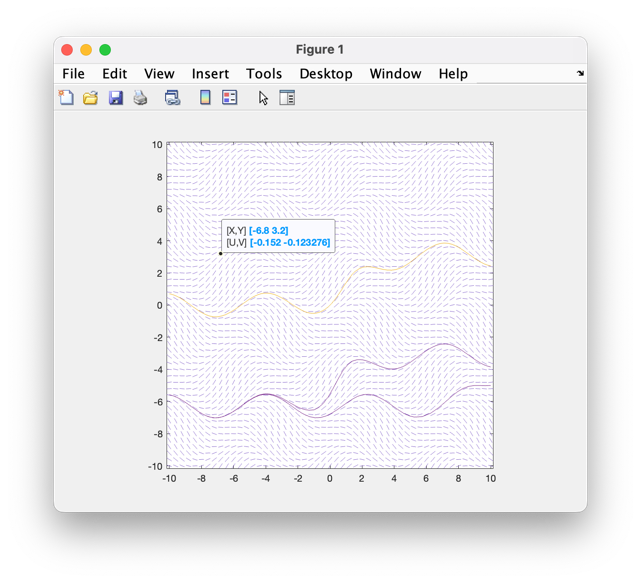 Figure 1
File Edit View Insert Tools Desktop Window Help
10
8
6
4
2
0
-2
-4
-6
-8
-10
[X,Y] [-6.8 3.2]
[U,V] [-0.152 -0.123276]
-10 -8 -6 -4 -2 0 2 4 6 8 10